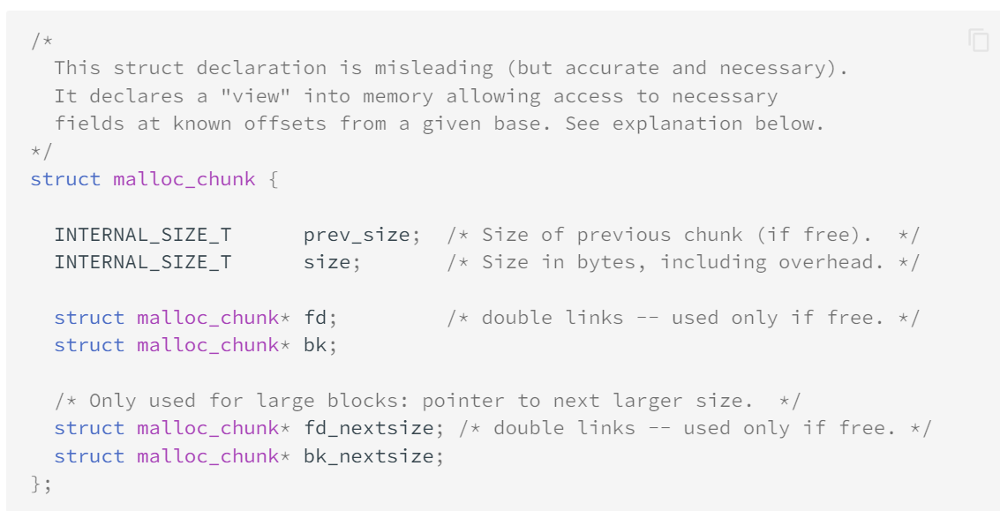 /*
  This struct declaration is misleading (but accurate and necessary).
  It declares a "view" into memory allowing access to necessary
  fields at known offsets from a given base. See explanation below.
*/
struct malloc_chunk {

  INTERNAL_SIZE_T      prev_size;  /* Size of previous chunk (if free).  */
  INTERNAL_SIZE_T      size;       /* Size in bytes, including overhead. */

  struct malloc_chunk* fd;         /* double links -- used only if free. */
  struct malloc_chunk* bk;

  /* Only used for large blocks: pointer to next larger size.  */
  struct malloc_chunk* fd_nextsize; /* double links -- used only if free. */
  struct malloc_chunk* bk_nextsize;
};